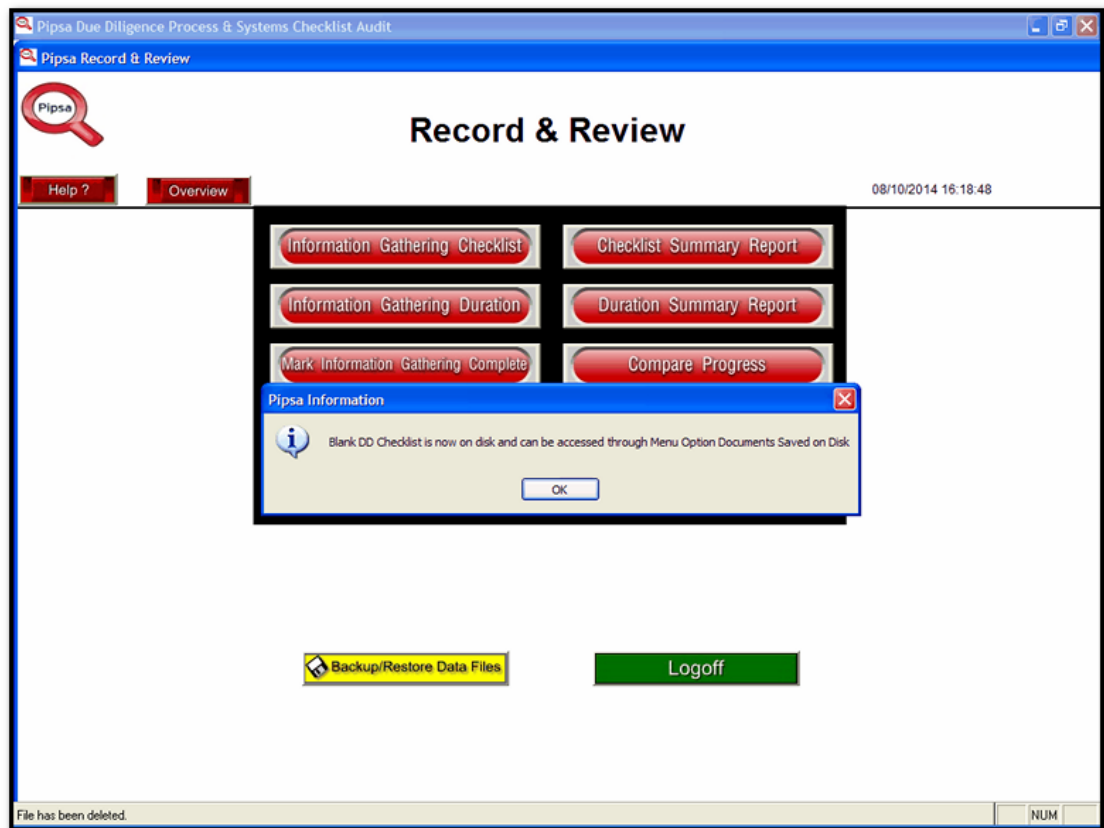 Pipsa Due Diligence Process & Systems Checklist Audit
Pipsa Record & Review
Pipsa
Record & Review
Help ?
Overview
08/10/2014 16:18:48
Information Gathering Checklist
Checklist Summary Report
Information Gathering Duration
Duration Summary Report
Mark Information Gathering Complete
Compare Progress
Pipsa Information
Blank DD Checklist is now on disk and can be accessed through Menu Option Documents Saved on Disk
OK
Backup/Restore Data Files
Logoff
File has been deleted.
NUM